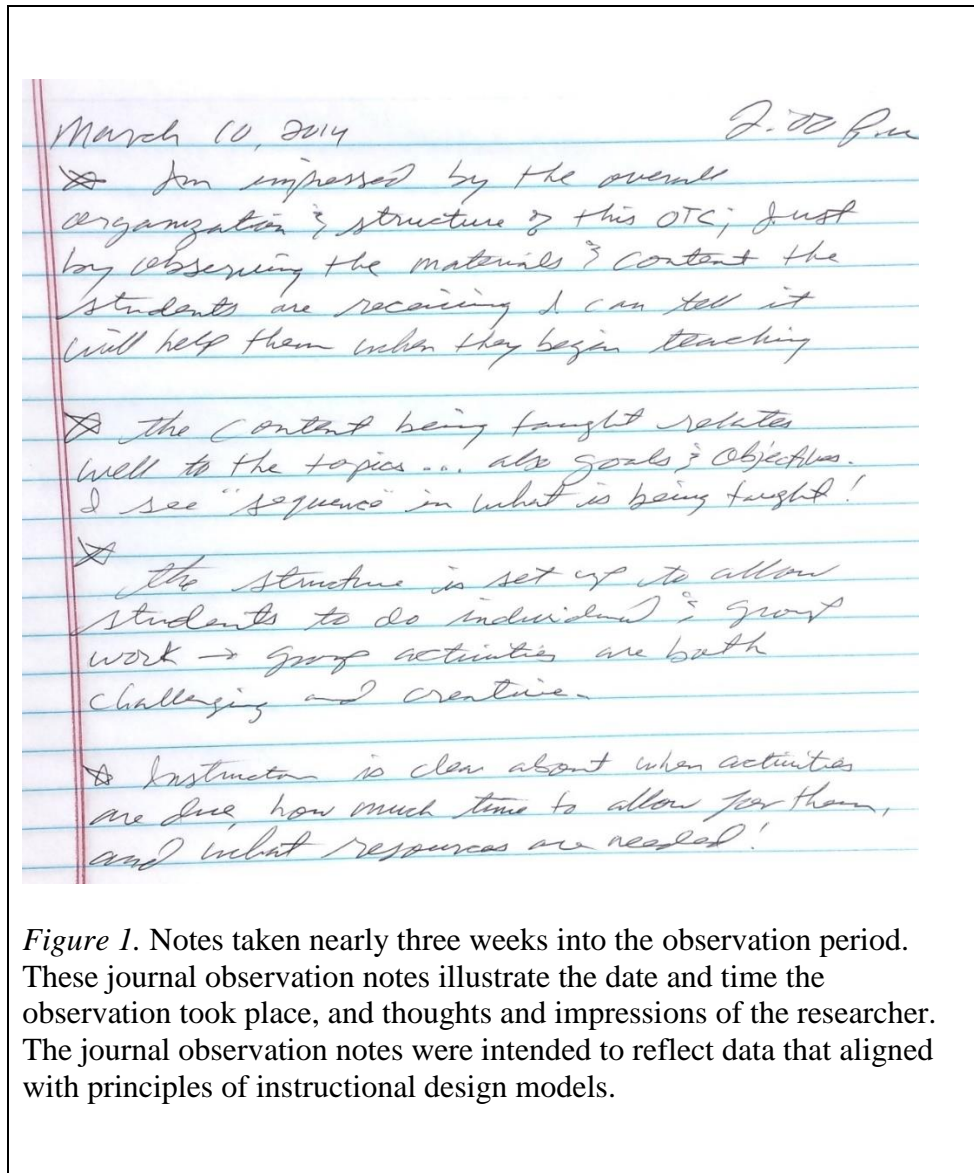 March 10, 2014 2:00 pm
☆ Am impressed by the overall
organization & structure of this OTC; Just
by observing the materials & content the
students are receiving I can tell it
will help them when they begin teaching
☆ the content being taught relates
well to the topics ... also goals & Objectives.
I see "sequence" in what is being taught!
☆
the structure is set up to allow
students to do individual & group
work → group activities are both
challenging and creative.
☆ Instructor is clear about when activities
are due, how much time to allow for them,
and what resources are needed!
Figure 1. Notes taken nearly three weeks into the observation period.
These journal observation notes illustrate the date and time the
observation took place, and thoughts and impressions of the researcher.
The journal observation notes were intended to reflect data that aligned
with principles of instructional design models.